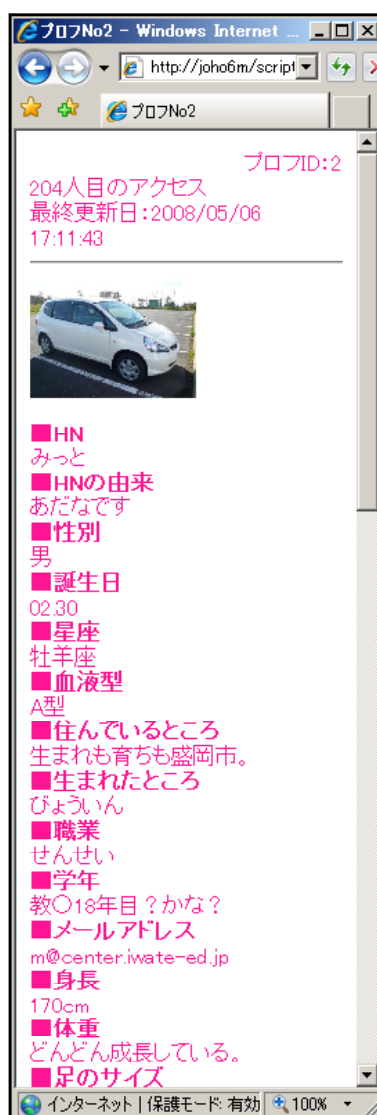 プロフNo2 - Windows Internet ...
http://joho6m/script
プロフNo2
プロフID:2
204人目のアクセス
最終更新日:2008/05/06
17:11:43
■HN
みっと
■HNの由来
あだなです
■性別
男
■誕生日
02.30
■星座
牡羊座
■血液型
A型
■住んでいるところ
生まれも育ちも盛岡市。
■生まれたところ
びょういん
■職業
せんせい
■学年
教○18年目?かな?
■メールアドレス
m@center.iwate-ed.jp
■身長
170cm
■体重
どんどん成長している。
■足のサイズ
インターネット | 保護モード: 有効
100%